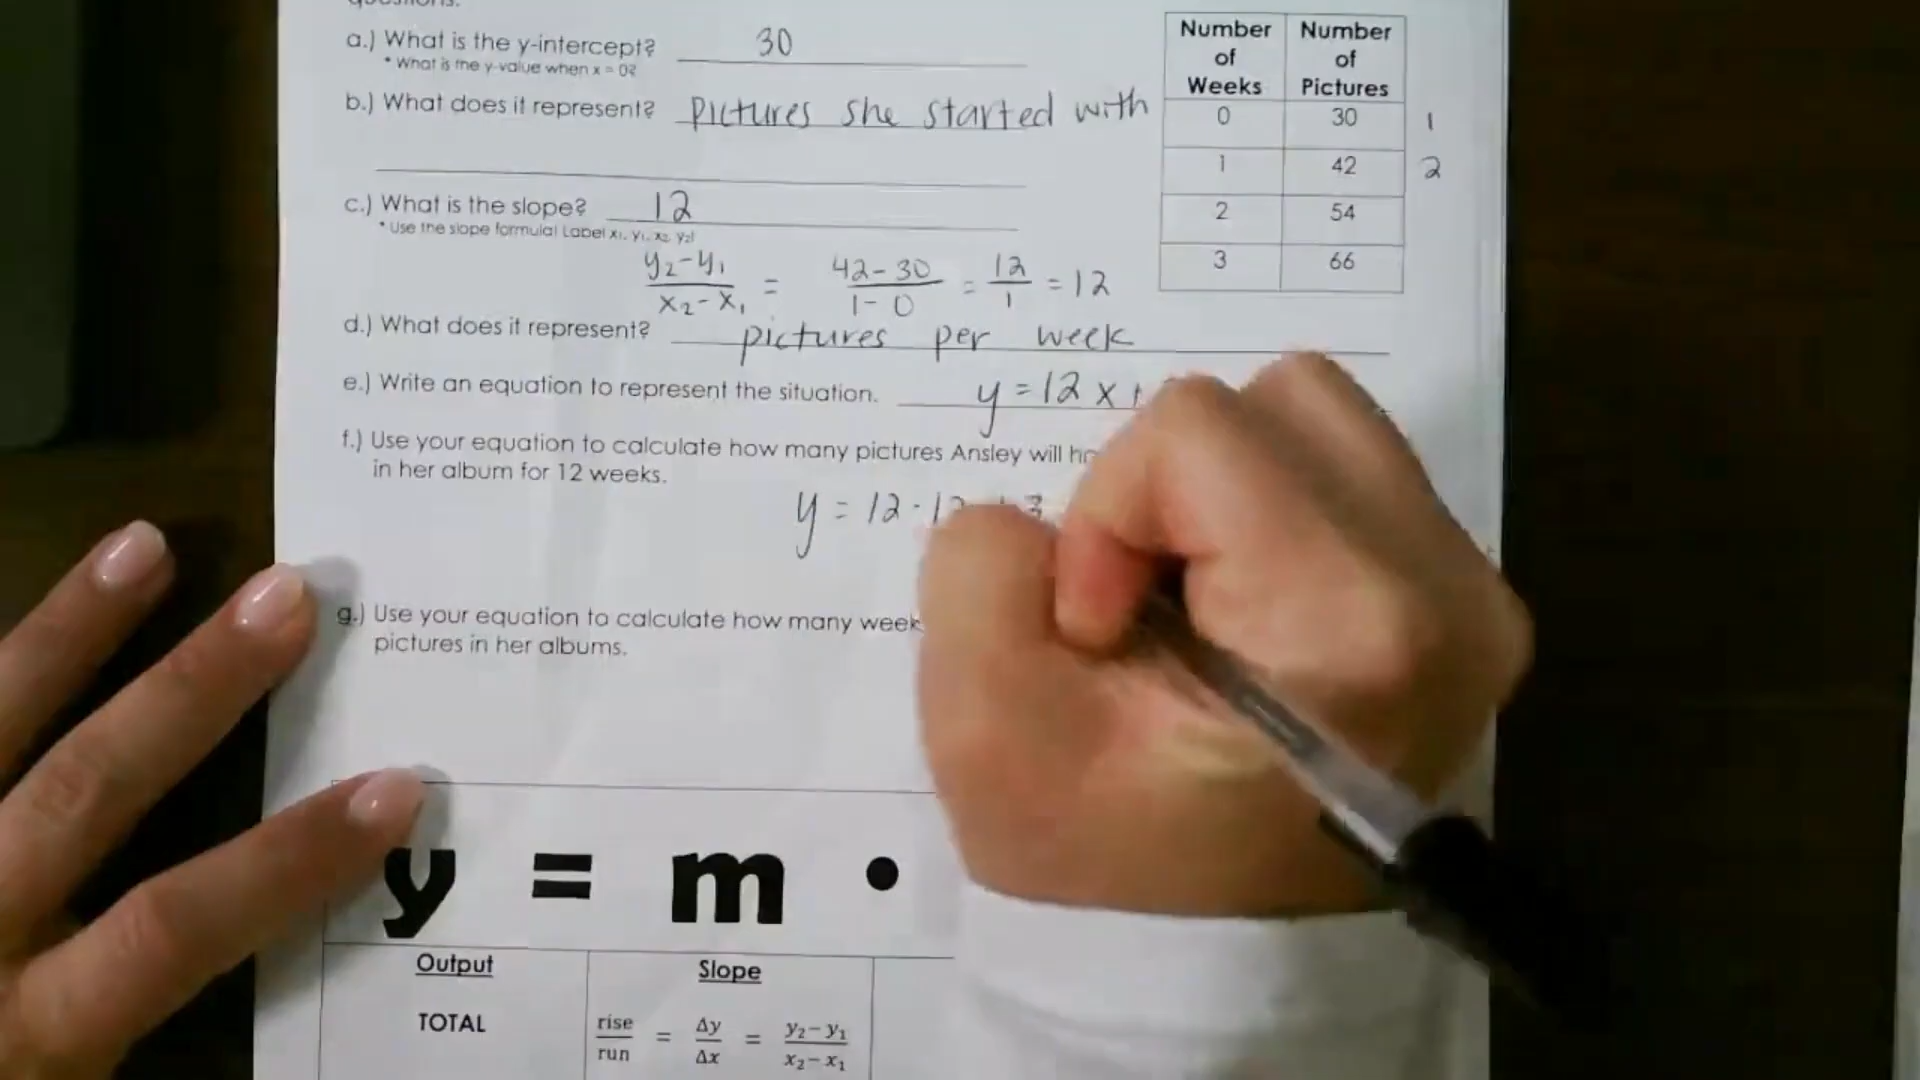 a.) What is the y-intercept? 30
* What is the y-value when x = 0?
b.) What does it represent? pictures she started with
c.) What is the slope? 12
* Use the slope formula! Label x₁, y₁, x₂, y₂!
y₂-y₁ / x₂-x₁ = 42-30 / 1-0 = 12 / 1 = 12
d.) What does it represent? pictures per week
e.) Write an equation to represent the situation. y = 12 x
f.) Use your equation to calculate how many pictures Ansley will
in her album for 12 weeks.
y = 12 · 12 + 3
g.) Use your equation to calculate how many week
pictures in her albums.
Number of Weeks Number of Pictures
0 30 1
1 42 2
2 54
3 66
y = m •
Output Slope
TOTAL rise / run = Δy / Δx = y₂-y₁ / x₂-x₁